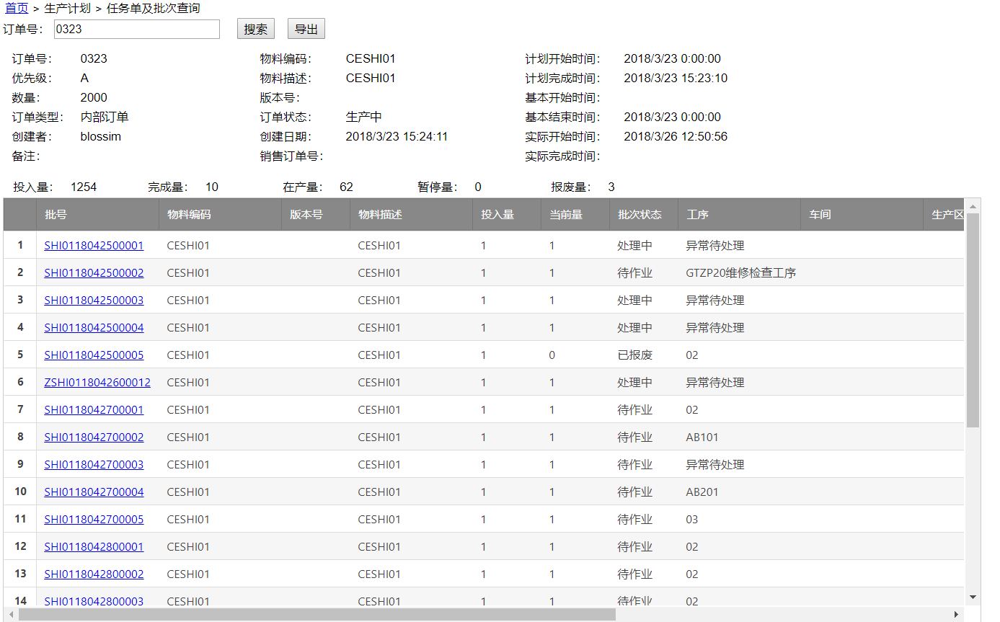 首页 > 生产计划 > 任务单及批次查询
订单号： 0323 搜索 导出
订单号： 0323 物料编码： CESHI01 计划开始时间： 2018/3/23 0:00:00
优先级： A 物料描述： CESHI01 计划完成时间： 2018/3/23 15:23:10
数量： 2000 版本号： 基本开始时间：
订单类型： 内部订单 订单状态： 生产中 基本结束时间： 2018/3/23 0:00:00
创建者： blossim 创建日期： 2018/3/23 15:24:11 实际开始时间： 2018/3/26 12:50:56
备注： 销售订单号： 实际完成时间：
投入量： 1254 完成量： 10 在产量： 62 暂停量： 0 报废量： 3
批号 物料编码 版本号 物料描述 投入量 当前量 批次状态 工序 车间 生产区
1 SHI0118042500001 CESHI01 CESHI01 1 1 处理中 异常待处理
2 SHI0118042500002 CESHI01 CESHI01 1 1 待作业 GTZP20维修检查工序
3 SHI0118042500003 CESHI01 CESHI01 1 1 处理中 异常待处理
4 SHI0118042500004 CESHI01 CESHI01 1 1 处理中 异常待处理
5 SHI0118042500005 CESHI01 CESHI01 1 0 已报废 02
6 ZSHI0118042600012 CESHI01 CESHI01 1 1 处理中 异常待处理
7 SHI0118042700001 CESHI01 CESHI01 1 1 待作业 02
8 SHI0118042700002 CESHI01 CESHI01 1 1 待作业 AB101
9 SHI0118042700003 CESHI01 CESHI01 1 1 待作业 异常待处理
10 SHI0118042700004 CESHI01 CESHI01 1 1 待作业 AB201
11 SHI0118042700005 CESHI01 CESHI01 1 1 待作业 03
12 SHI0118042800001 CESHI01 CESHI01 1 1 待作业 02
13 SHI0118042800002 CESHI01 CESHI01 1 1 待作业 02
14 SHI0118042800003 CESHI01 CESHI01 1 1 待作业 02